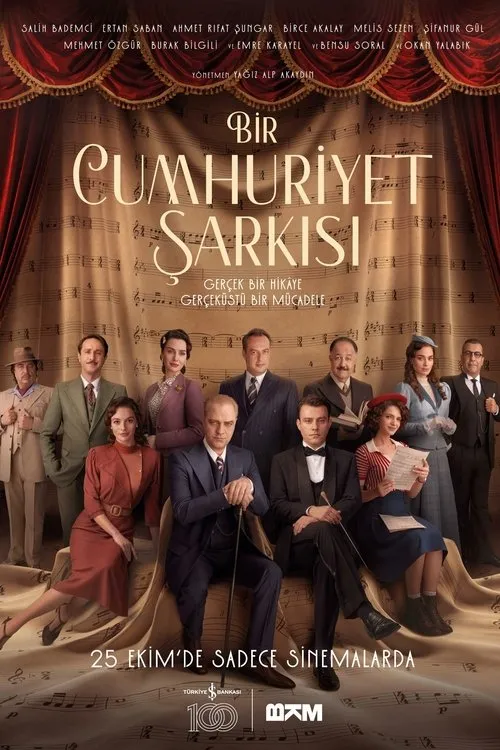 SALİH BADEMCİ ERTAN SABAN AHMET RIFAT ŞUNGAR BİRCE AKALAY MELİS SEZEN ŞİFANUR GÜL
MEHMET ÖZGÜR BURAK BİLGİLİ ve EMRE KARAYEL ve BENSU SORAL ve OKAN YALABIK
YÖNETMEN YAĞIZ ALP AKAYDIN
BİR
CUMHURİYET
ŞARKISI
GERÇEK BİR HİKÂYE
GERÇEKÜSTÜ BİR MÜCADELE
25 EKİM'DE SADECE SİNEMALARDA
TÜRKİYE İŞ BANKASI
100
BKM